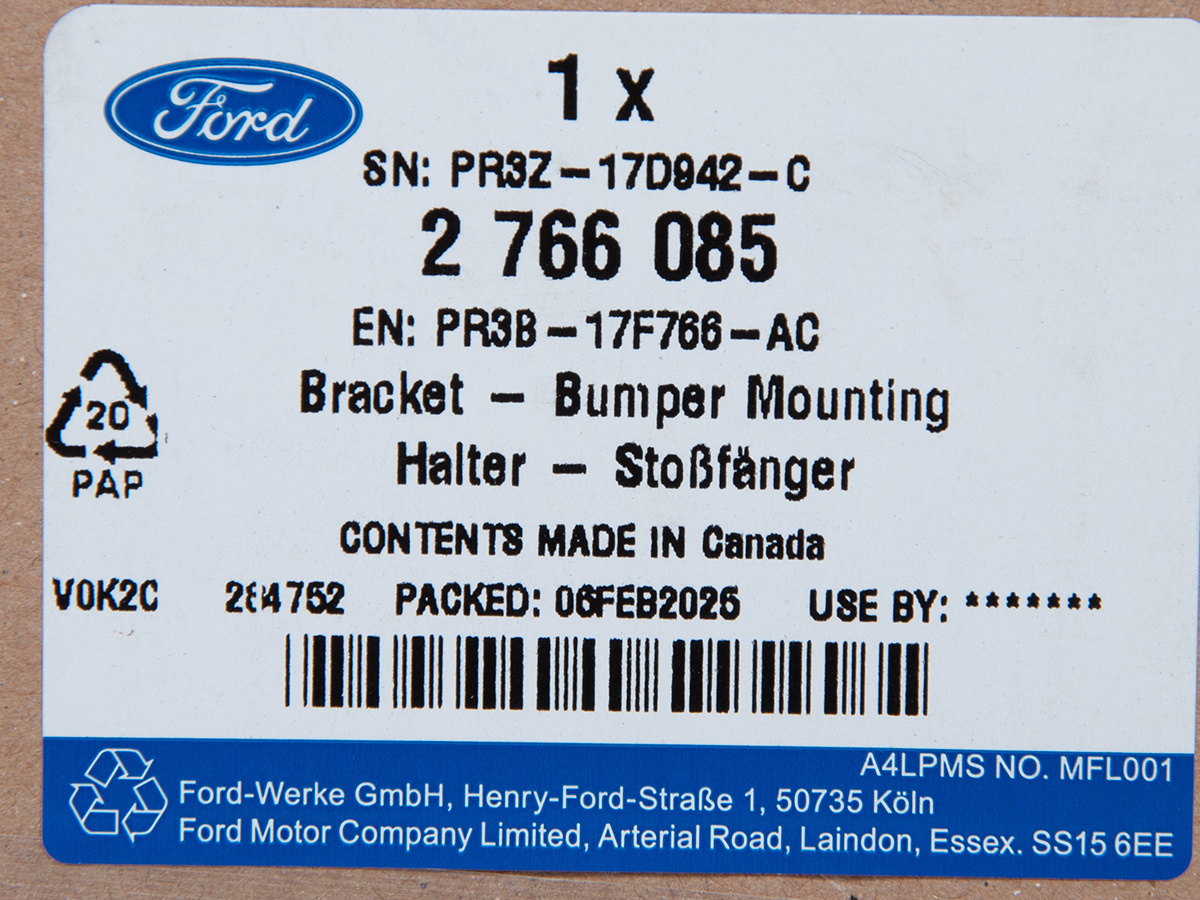 Ford
1 x
SN: PR3Z-17D942-C
2 766 085
EN: PR3B-17F766-AC
Bracket - Bumper Mounting
Halter - Stoßfänger
20
PAP
CONTENTS MADE IN Canada
V0K2C PACKED: USE BY: *******
A4LPMS NO. MFL001
Ford-Werke GmbH, Henry-Ford-Straße 1, 50735 Köln
Ford Motor Company Limited, Arterial Road, Laindon, Essex. SS15 6EE